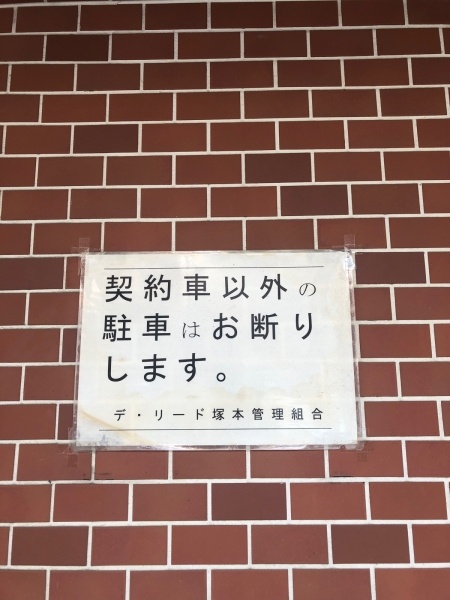 契約車以外の
駐車はお断り
します。
デ・リード塚本管理組合